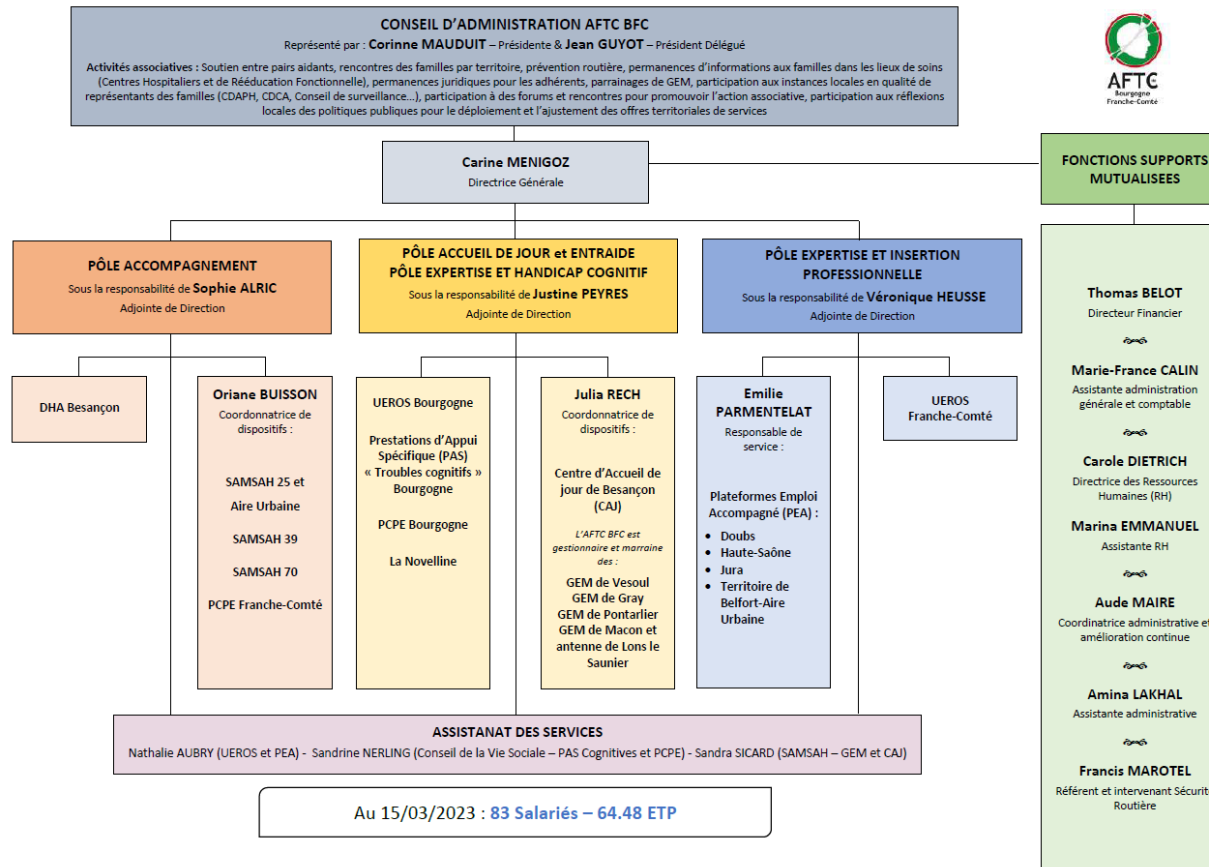 CONSEIL D'ADMINISTRATION AFTC BFC
Représenté par : Corinne MAUDUIT – Présidente & Jean GUYOT – Président Délégué
Activités associatives : Soutien entre pairs aidants, rencontres des familles par territoire, prévention routière, permanences d'informations aux familles dans les lieux de soins
(Centres Hospitaliers et de Rééducation Fonctionnelle), permanences juridiques pour les adhérents, parrainages de GEM, participation aux instances locales en qualité de
représentants des familles (CDAPH, CDCA, Conseil de surveillance…), participation à des forums et rencontres pour promouvoir l'action associative, participation aux réflexions
locales des politiques publiques pour le déploiement et l'ajustement des offres territoriales de services
AFTC
Bourgogne
Franche-Comté
Carine MENIGOZ
Directrice Générale
FONCTIONS SUPPORTS
MUTUALISEES
PÔLE ACCOMPAGNEMENT
Sous la responsabilité de Sophie ALRIC
Adjointe de Direction
PÔLE ACCUEIL DE JOUR et ENTRAIDE
PÔLE EXPERTISE ET HANDICAP COGNITIF
Sous la responsabilité de Justine PEYRES
Adjointe de Direction
PÔLE EXPERTISE ET INSERTION
PROFESSIONNELLE
Sous la responsabilité de Véronique HEUSSE
Adjointe de Direction
DHA Besançon
Oriane BUISSON
Coordonnatrice de
dispositifs :
SAMSAH 25 et
Aire Urbaine
SAMSAH 39
SAMSAH 70
PCPE Franche-Comté
UEROS Bourgogne
Prestations d'Appui
Spécifique (PAS)
« Troubles cognitifs »
Bourgogne
PCPE Bourgogne
La Novelline
Julia RECH
Coordonnatrice de
dispositifs :
Centre d'Accueil de
jour de Besançon
(CAJ)
L'AFTC BFC est
gestionnaire et marraine
des :
GEM de Vesoul
GEM de Gray
GEM de Pontarlier
GEM de Macon et
antenne de Lons le
Saunier
Emilie
PARMENTELAT
Responsable de
service :
Plateformes Emploi
Accompagné (PEA) :
• Doubs
• Haute-Saône
• Jura
• Territoire de
Belfort-Aire
Urbaine
UEROS
Franche-Comté
Thomas BELOT
Directeur Financier
Marie-France CALIN
Assistante administration
générale et comptable
Carole DIETRICH
Directrice des Ressources
Humaines (RH)
Marina EMMANUEL
Assistante RH
Aude MAIRE
Coordinatrice administrative et
amélioration continue
Amina LAKHAL
Assistante administrative
Francis MAROTEL
Référent et intervenant Sécurité
Routière
ASSISTANAT DES SERVICES
Nathalie AUBRY (UEROS et PEA) - Sandrine NERLING (Conseil de la Vie Sociale – PAS Cognitives et PCPE) - Sandra SICARD (SAMSAH – GEM et CAJ)
Au 15/03/2023 : 83 Salariés – 64.48 ETP